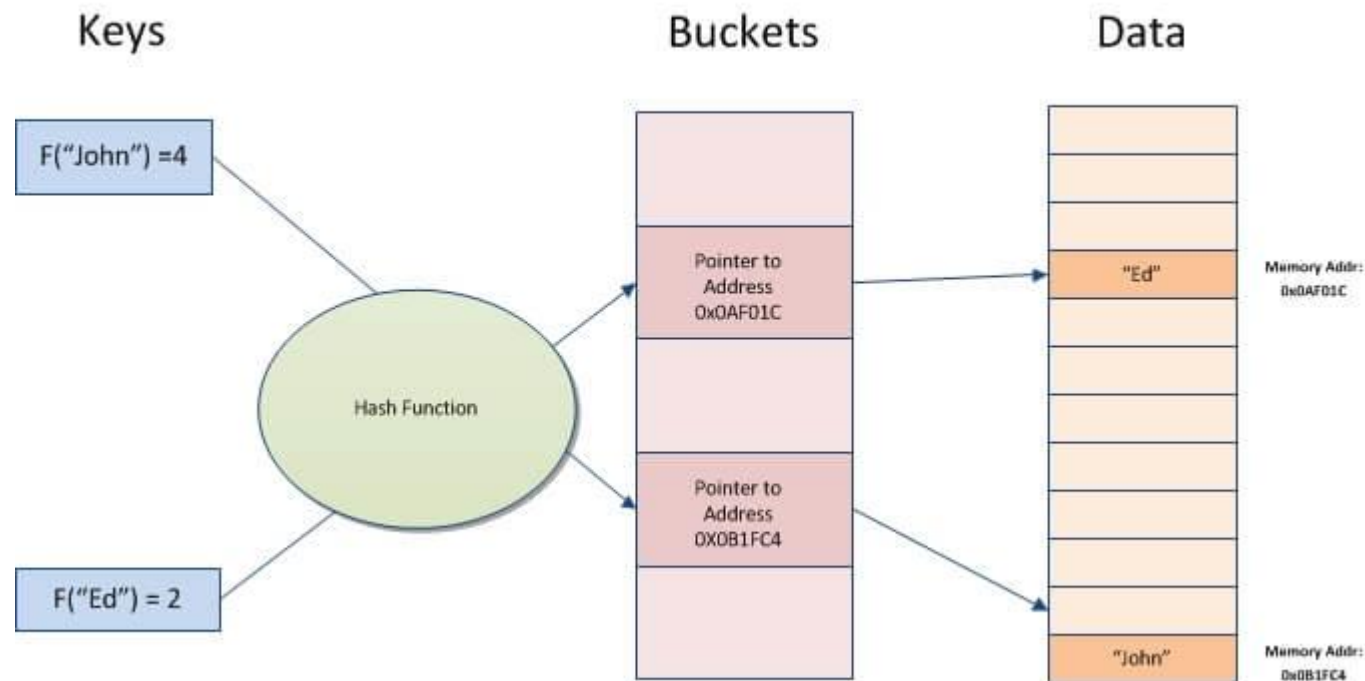 Keys
Buckets
Data
F("John") =4
Pointer to
Address
0x0AF01C
"Ed"
Memory Addr:
0x0AF01C
Hash Function
Pointer to
Address
0X0B1FC4
F("Ed") = 2
"John"
Memory Addr:
0x0B1FC4